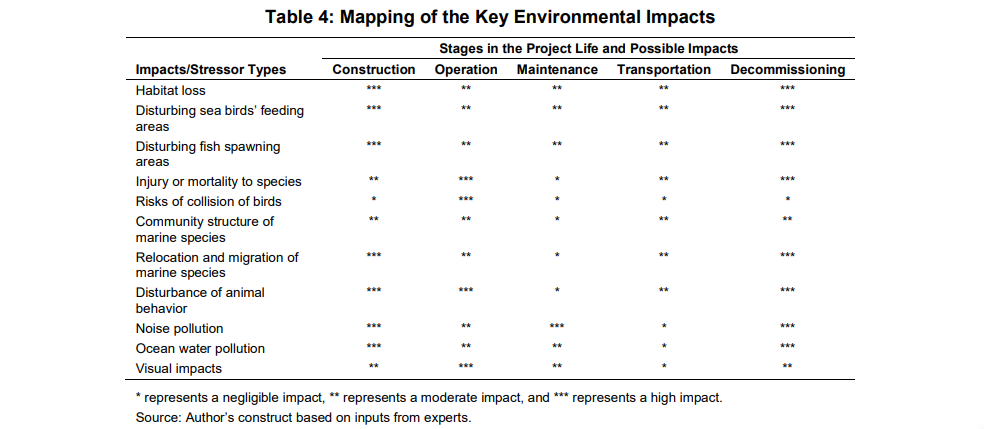 Table 4: Mapping of the Key Environmental Impacts
Stages in the Project Life and Possible Impacts
Impacts/Stressor Types Construction Operation Maintenance Transportation Decommissioning
Habitat loss *** ** ** ** ***
Disturbing sea birds’ feeding *** ** ** ** ***
areas
Disturbing fish spawning *** ** ** ** ***
areas
Injury or mortality to species ** *** * ** ***
Risks of collision of birds * *** * * *
Community structure of ** ** * ** **
marine species
Relocation and migration of *** ** * ** ***
marine species
Disturbance of animal *** *** * ** ***
behavior
Noise pollution *** ** *** * ***
Ocean water pollution *** ** ** * ***
Visual impacts ** *** ** * **
* represents a negligible impact, ** represents a moderate impact, and *** represents a high impact.
Source: Author’s construct based on inputs from experts.